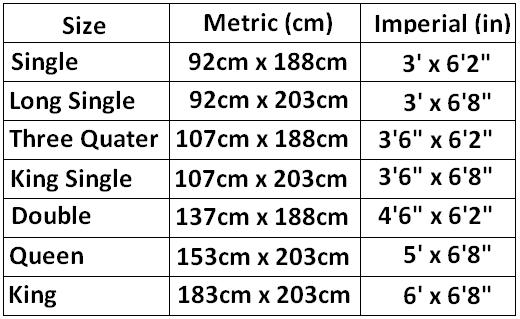 Size Metric (cm) Imperial (in)
Single 92cm x 188cm 3' x 6'2"
Long Single 92cm x 203cm 3' x 6'8"
Three Quater 107cm x 188cm 3'6" x 6'2"
King Single 107cm x 203cm 3'6" x 6'8"
Double 137cm x 188cm 4'6" x 6'2"
Queen 153cm x 203cm 5' x 6'8"
King 183cm x 203cm 6' x 6'8"